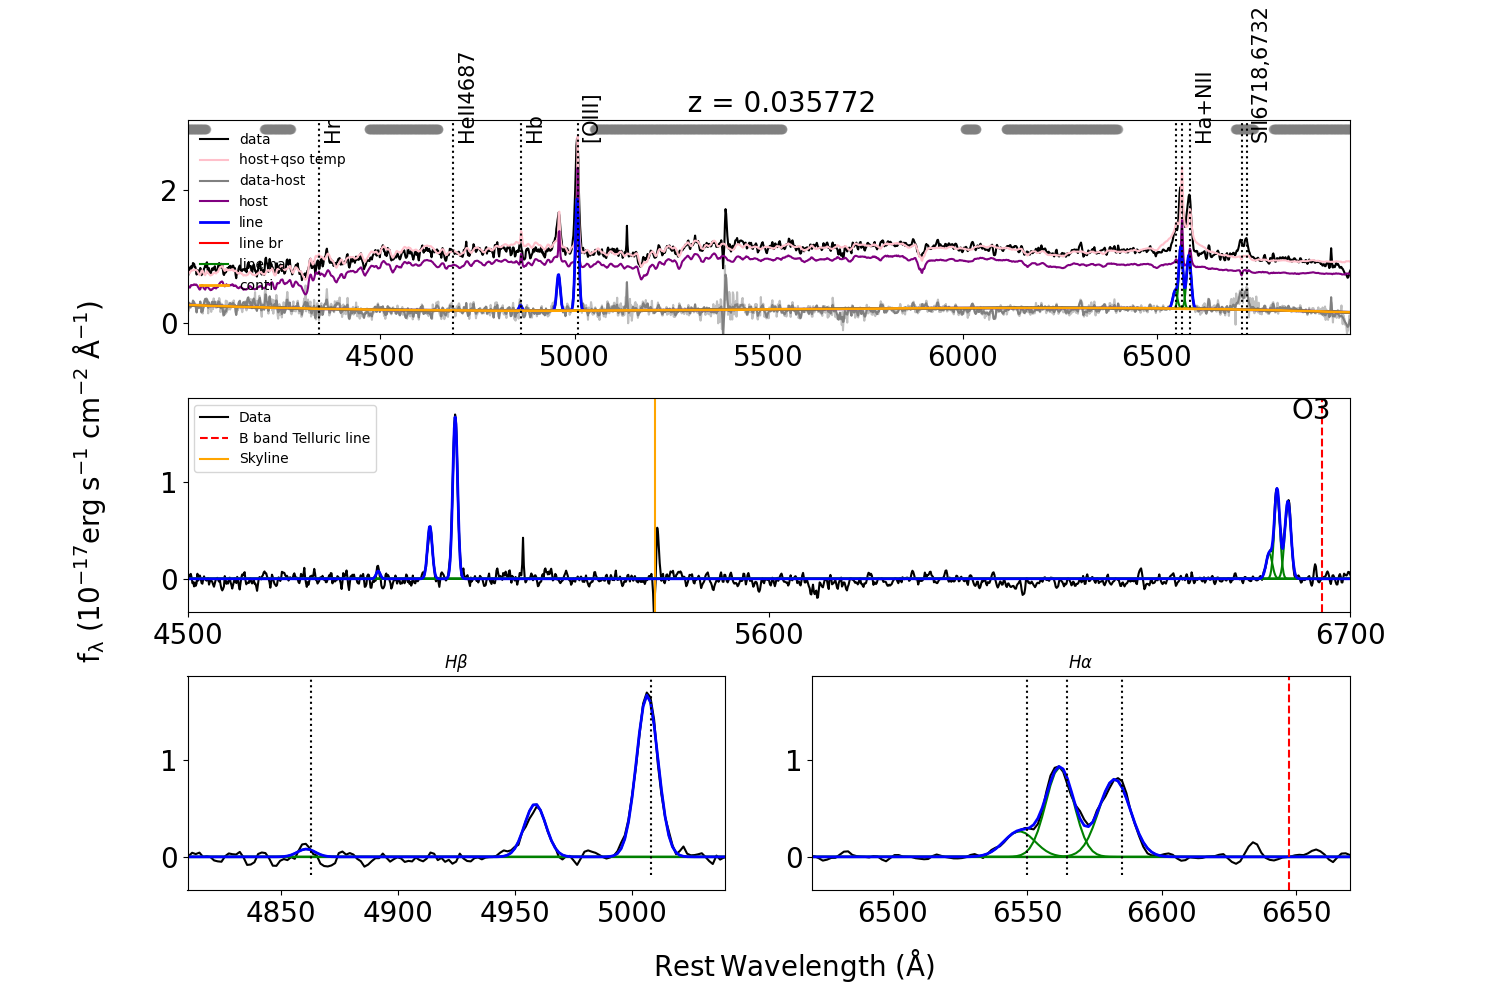 z = 0.035772
Hr
HeII4687
Hb
[OIII]
Ha+NII
SII6718,6732
data
host+qso temp
data-host
host
line
line br
conti
2
0
4500
5000
5500
6000
6500
O3
Data
B band Telluric line
Skyline
1
0
4500
5600
6700
fλ (10−17erg s−1 cm−2 Å−1)
Hβ
Hα
1
0
4850
4900
4950
5000
1
0
6500
6550
6600
6650
Rest Wavelength (Å)